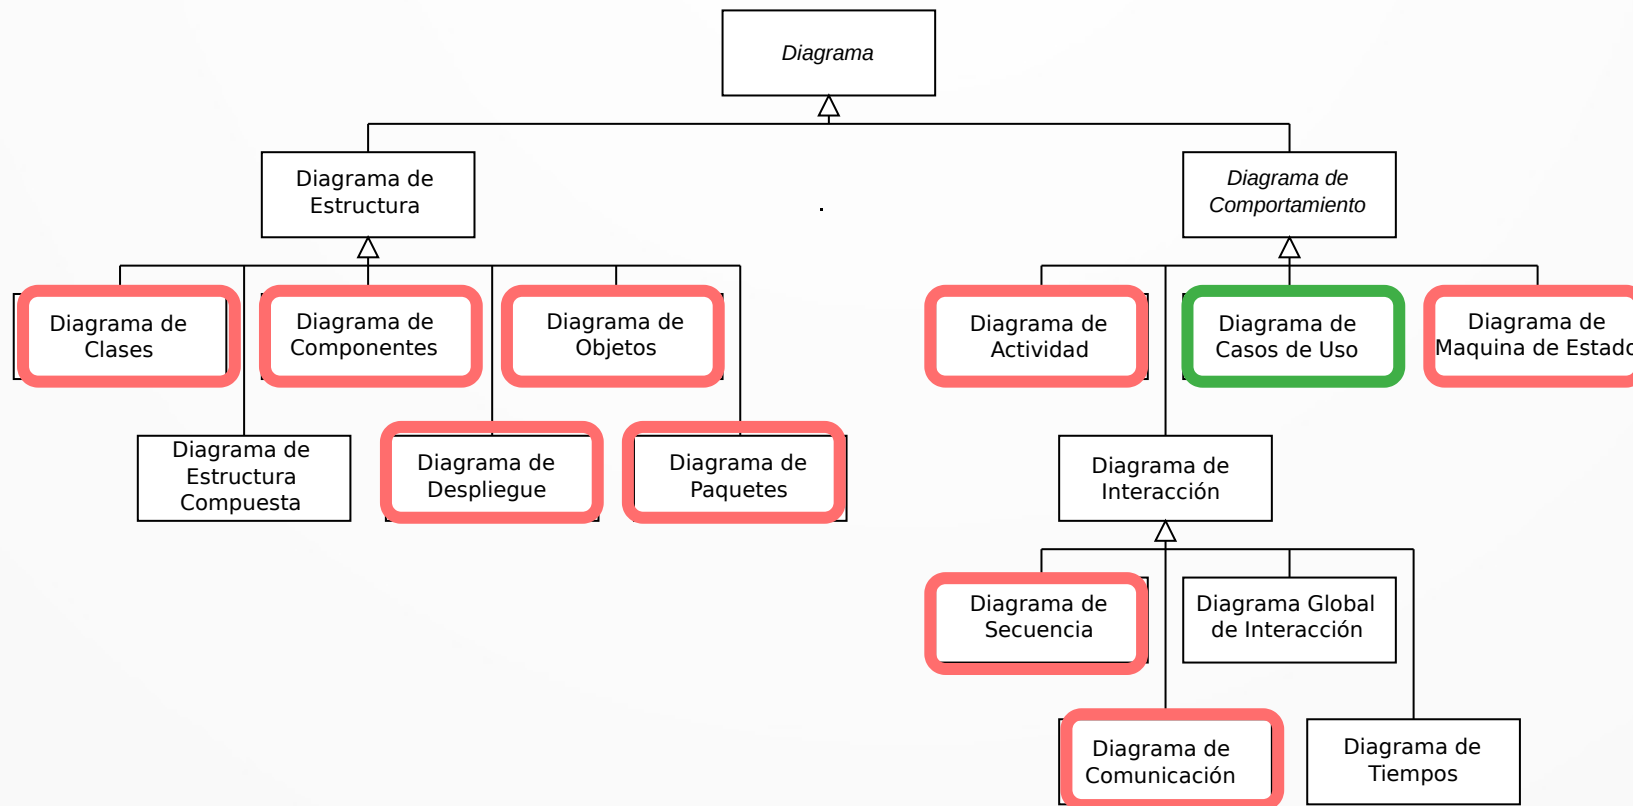 Diagrama
Diagrama de
Estructura
Diagrama de
Comportamiento
Diagrama de
Clases
Diagrama de
Componentes
Diagrama de
Objetos
Diagrama de
Actividad
Diagrama de
Casos de Uso
Diagrama de
Maquina de Estado
Diagrama de
Estructura
Compuesta
Diagrama de
Despliegue
Diagrama de
Paquetes
Diagrama de
Interacción
Diagrama de
Secuencia
Diagrama Global
de Interacción
Diagrama de
Comunicación
Diagrama de
Tiempos